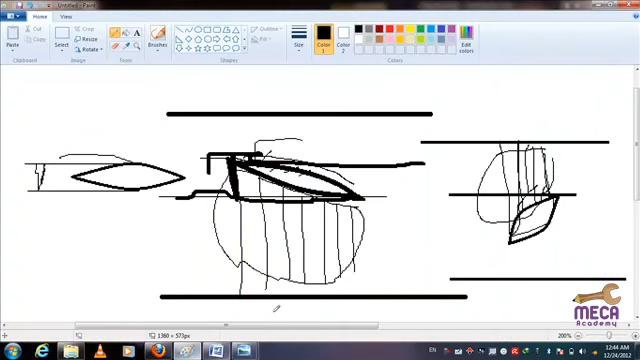 Untitled - Paint
Home View
Paste
Cut
Copy
Clipboard
Select
Crop
Resize
Rotate
Image
Tools
Brushes
Shapes
Outline
Fill
Size
Color 1
Color 2
Colors
Edit colors
MECA
Academy
1360 × 573px
200%
EN
12:44 AM
12/24/2012